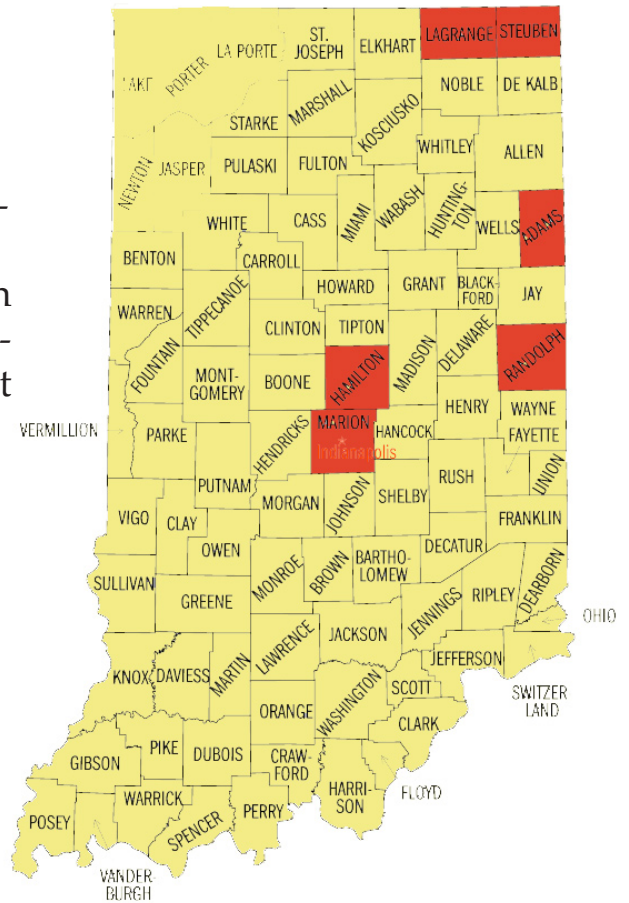 -
n
-
t
LA PORTE
ST.
JOSEPH
ELKHART
LAGRANGE
STEUBEN
LAKE
PORTER
NOBLE
DE KALB
STARKE
MARSHALL
KOSCIUSKO
WHITLEY
ALLEN
NEWTON
JASPER
PULASKI
FULTON
WHITE
CASS
MIAMI
WABASH
HUNTING-
TON
WELLS
ADAMS
BENTON
CARROLL
HOWARD
GRANT
BLACK-
FORD
JAY
WARREN
TIPPECANOE
CLINTON
TIPTON
MADISON
DELAWARE
RANDOLPH
FOUNTAIN
MONT-
GOMERY
BOONE
HAMILTON
HENRY
WAYNE
VERMILLION
PARKE
HENDRICKS
MARION
Indianapolis
HANCOCK
FAYETTE
PUTNAM
MORGAN
JOHNSON
SHELBY
RUSH
UNION
VIGO
CLAY
OWEN
FRANKLIN
SULLIVAN
GREENE
MONROE
BROWN
BARTHO-
LOMEW
DECATUR
JENNINGS
RIPLEY
DEARBORN
OHIO
KNOX
DAVIESS
MARTIN
LAWRENCE
JACKSON
JEFFERSON
SWITZER
LAND
ORANGE
WASHINGTON
SCOTT
CLARK
GIBSON
PIKE
DUBOIS
CRAW-
FORD
HARRI-
SON
FLOYD
POSEY
WARRICK
SPENCER
PERRY
VANDER-
BURGH